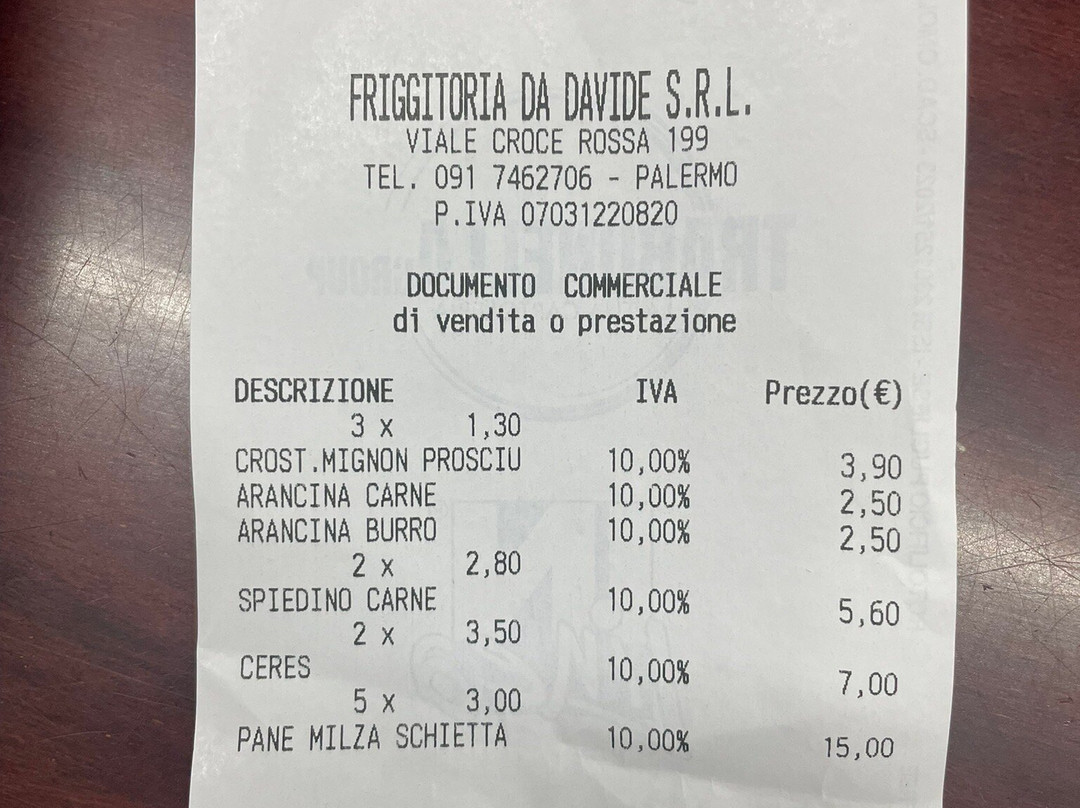 FRIGGITORIA DA DAVIDE S.R.L.
VIALE CROCE ROSSA 199
TEL. 091 7462706 - PALERMO
P.IVA 07031220820
DOCUMENTO COMMERCIALE
di vendita o prestazione
DESCRIZIONE IVA Prezzo(€)
3 x 1,30
CROST.MIGNON PROSCIU 10,00% 3,90
ARANCINA CARNE 10,00% 2,50
ARANCINA BURRO 10,00% 2,50
2 x 2,80
SPIEDINO CARNE 10,00% 5,60
2 x 3,50
CERES 10,00% 7,00
5 x 3,00
PANE MILZA SCHIETTA 10,00% 15,00